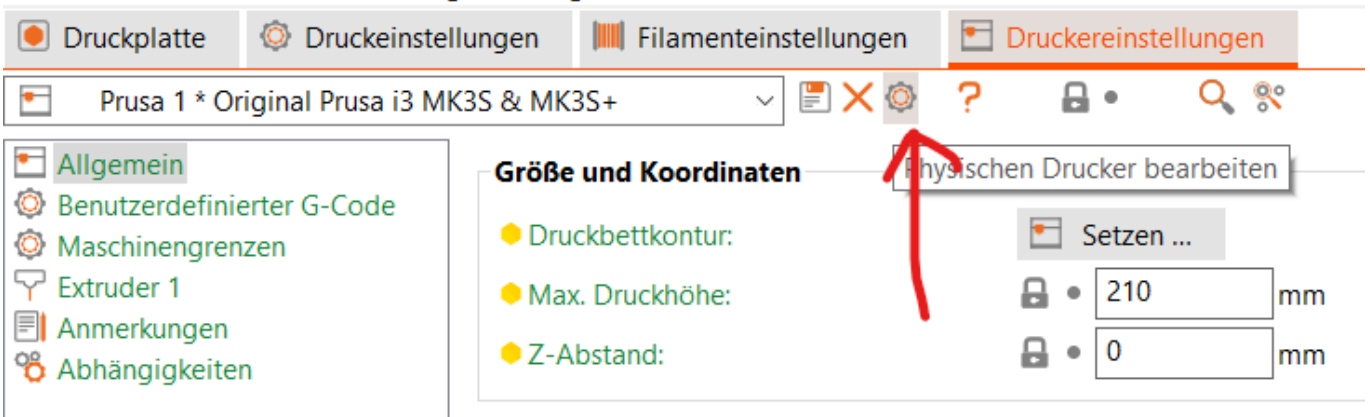 Druckplatte Druckeinstellungen Filamenteinstellungen Druckereinstellungen
Prusa 1 * Original Prusa i3 MK3S & MK3S+ ?
Allgemein
Benutzerdefinierter G-Code
Maschinengrenzen
Extruder 1
Anmerkungen
Abhängigkeiten
Größe und Koordinaten
Physischen Drucker bearbeiten
Druckbettkontur: Setzen ...
Max. Druckhöhe: 210 mm
Z-Abstand: 0 mm